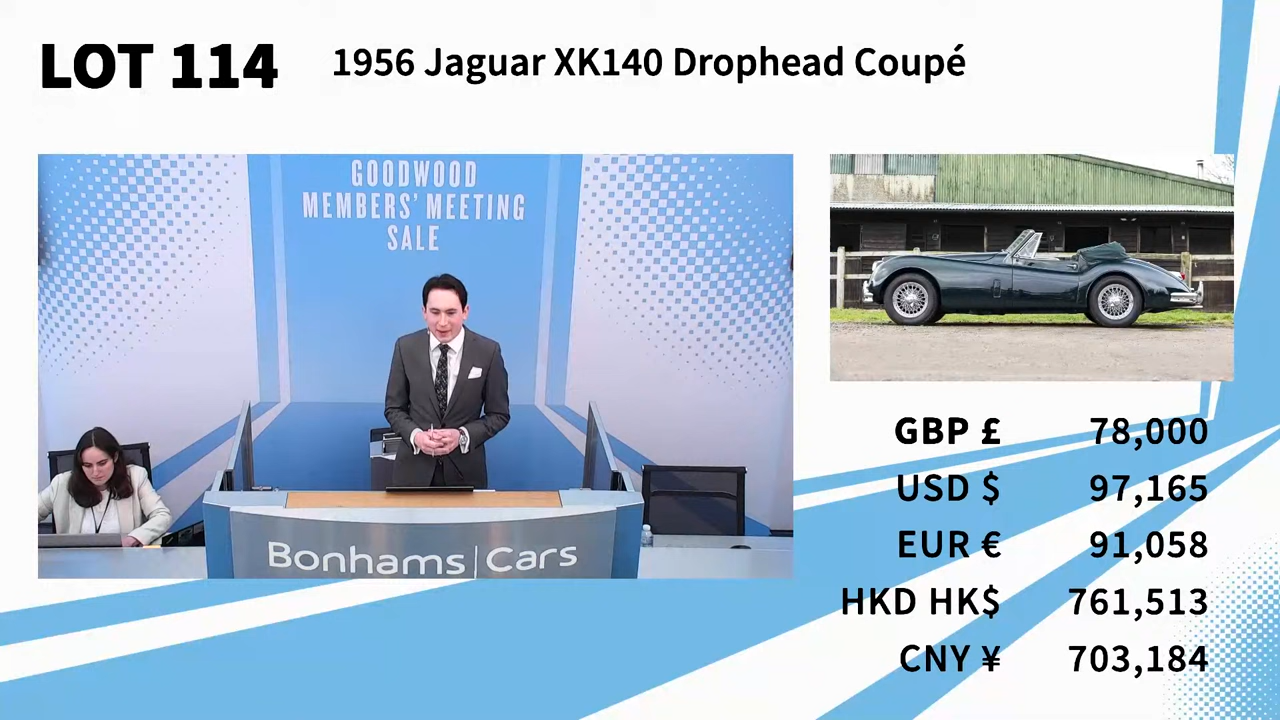 LOT 114
1956 Jaguar XK140 Drophead Coupé
GOODWOOD
MEMBERS' MEETING
SALE
Bonhams | Cars
GBP £ 78,000
USD $ 97,165
EUR € 91,058
HKD HK$ 761,513
CNY ¥ 703,184